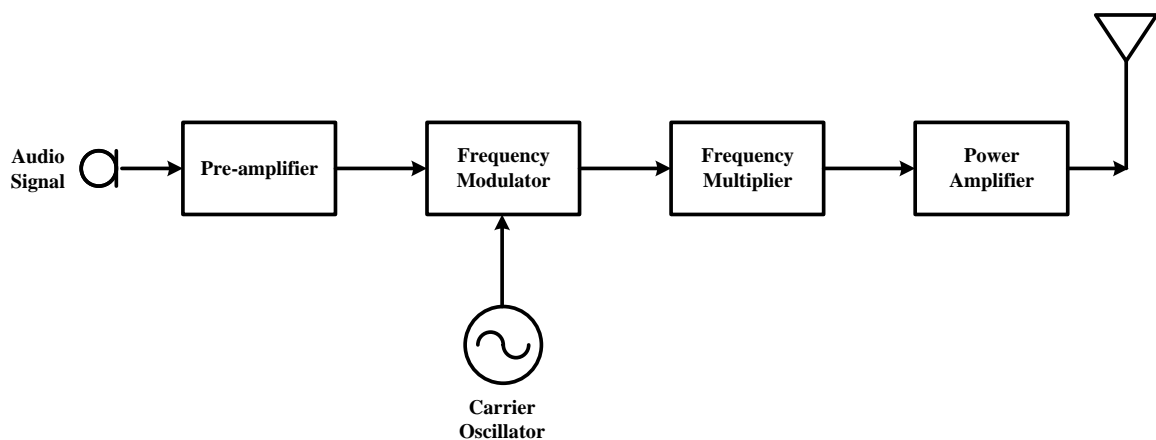 Audio
Signal
Pre-amplifier
Frequency
Modulator
Frequency
Multiplier
Power
Amplifier
Carrier
Oscillator